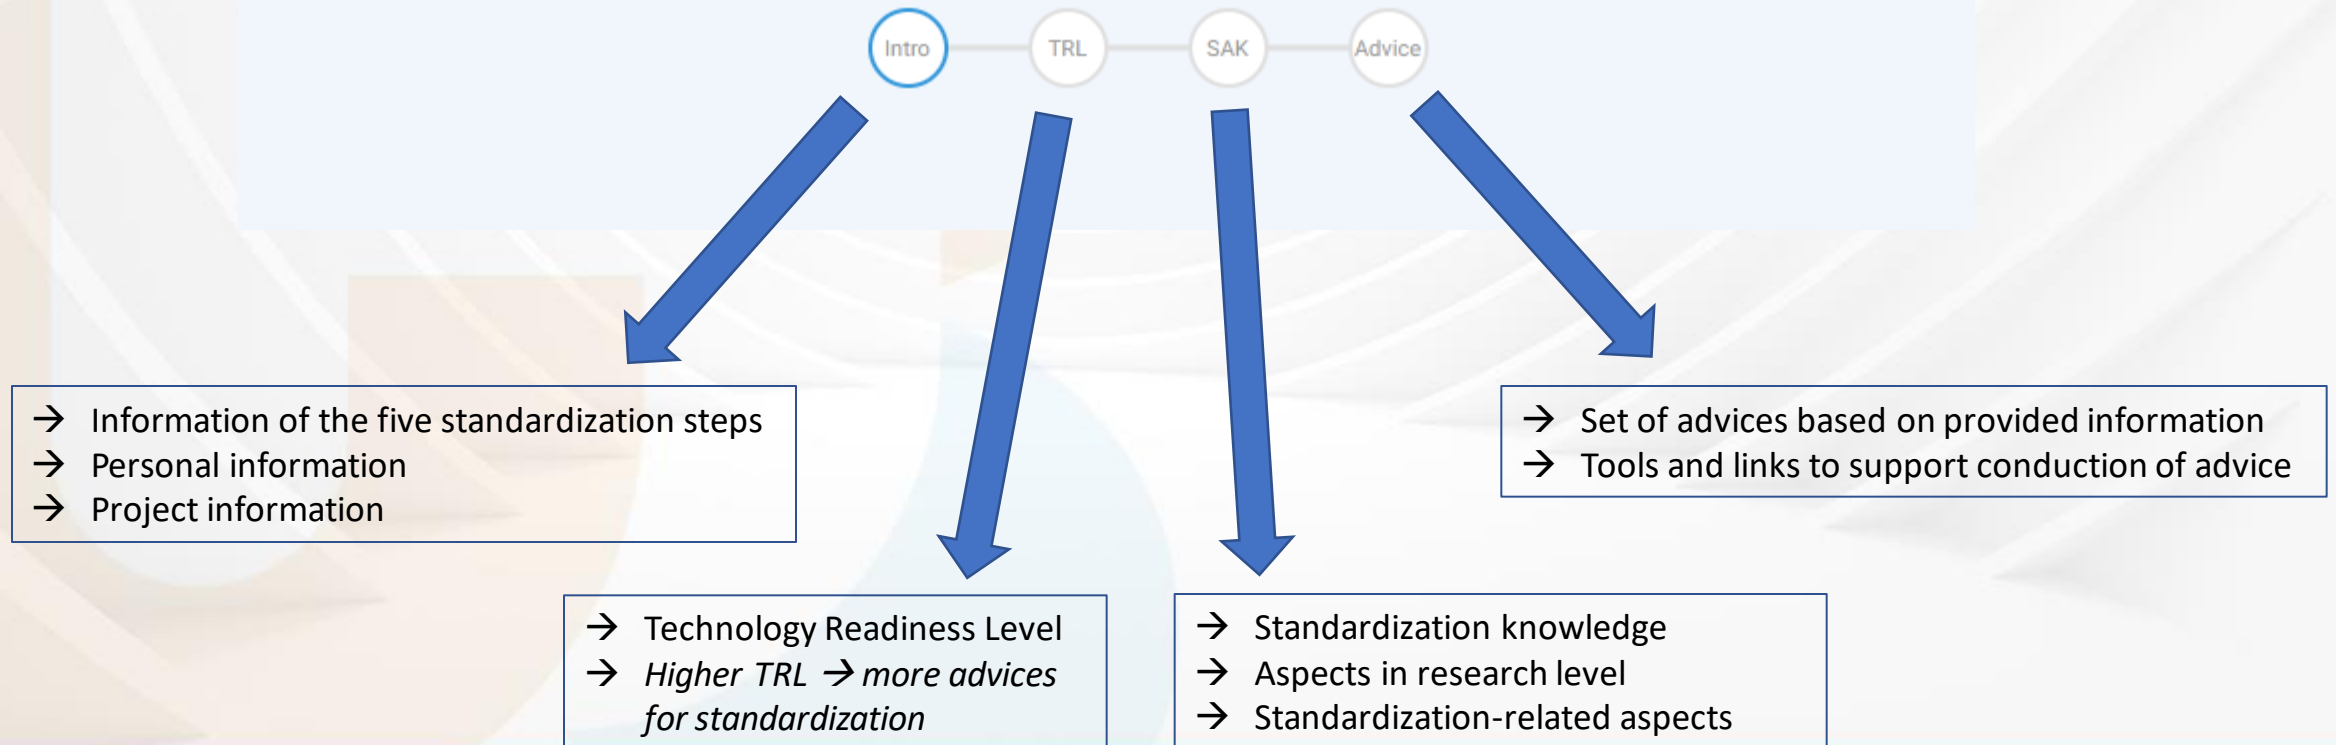 Intro
TRL
SAK
Advice
→ Information of the five standardization steps
→ Personal information
→ Project information
→ Set of advices based on provided information
→ Tools and links to support conduction of advice
→ Technology Readiness Level
→ Higher TRL → more advices
for standardization
→ Standardization knowledge
→ Aspects in research level
→ Standardization-related aspects